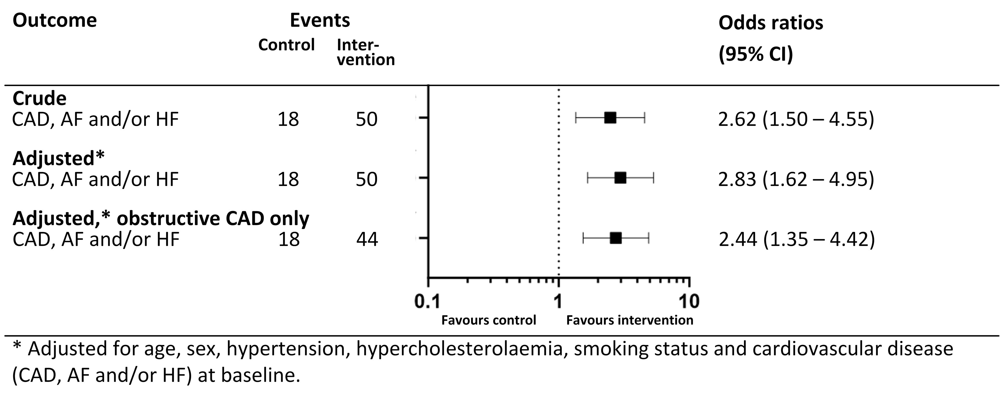 Outcome Events Odds ratios
(95% CI)
Control Inter-
vention
Crude
CAD, AF and/or HF 18 50 2.62 (1.50 – 4.55)
Adjusted*
CAD, AF and/or HF 18 50 2.83 (1.62 – 4.95)
Adjusted,* obstructive CAD only
CAD, AF and/or HF 18 44 2.44 (1.35 – 4.42)
0.1 1 10
Favours control Favours intervention
* Adjusted for age, sex, hypertension, hypercholesterolaemia, smoking status and cardiovascular disease
(CAD, AF and/or HF) at baseline.